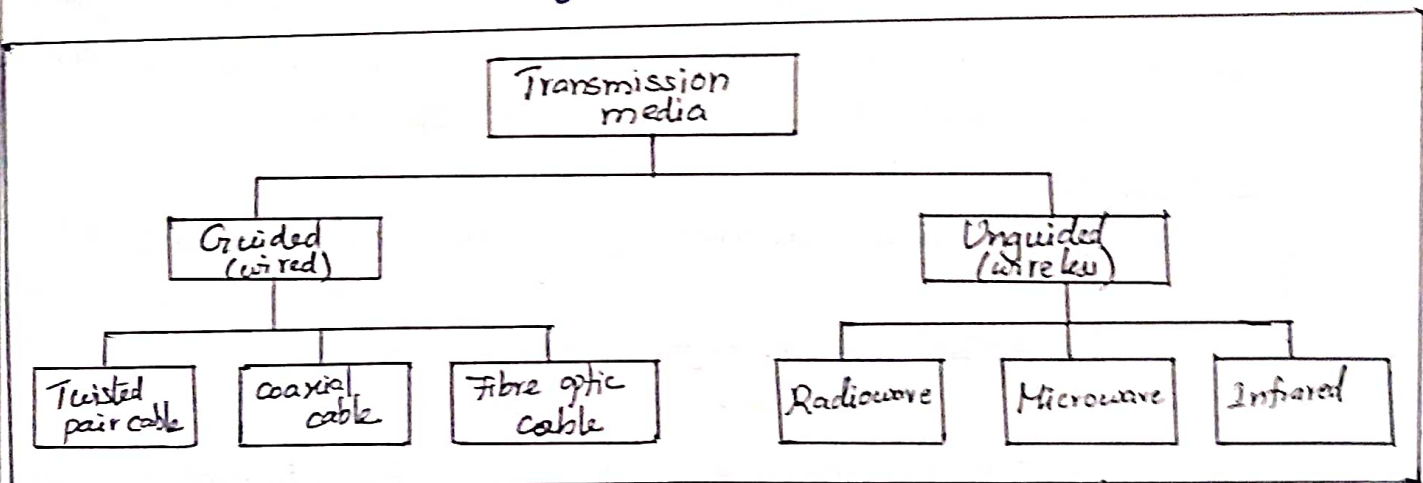 Transmission
media
Guided
(wired)
Unguided
(wireless)
Twisted
pair cable
coaxial
cable
Fibre optic
cable
Radiowave
Microwave
Infrared